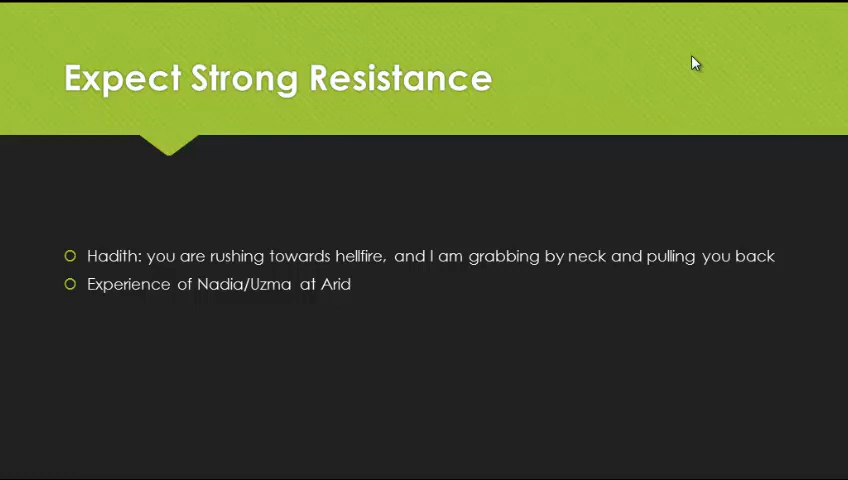 Expect Strong Resistance
Hadith: you are rushing towards hellfire, and I am grabbing by neck and pulling you back
Experience of Nadia/Uzma at Arid